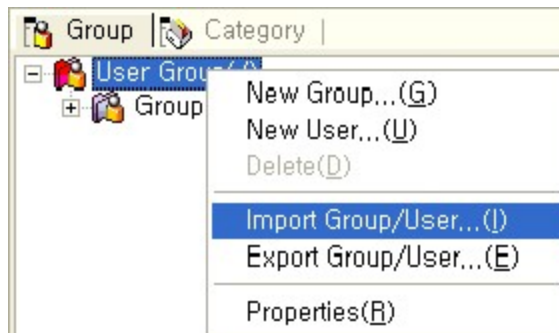 Group Category
User Group
Group
New Group...(G)
New User...(U)
Delete(D)
Import Group/User...(I)
Export Group/User...(E)
Properties(R)